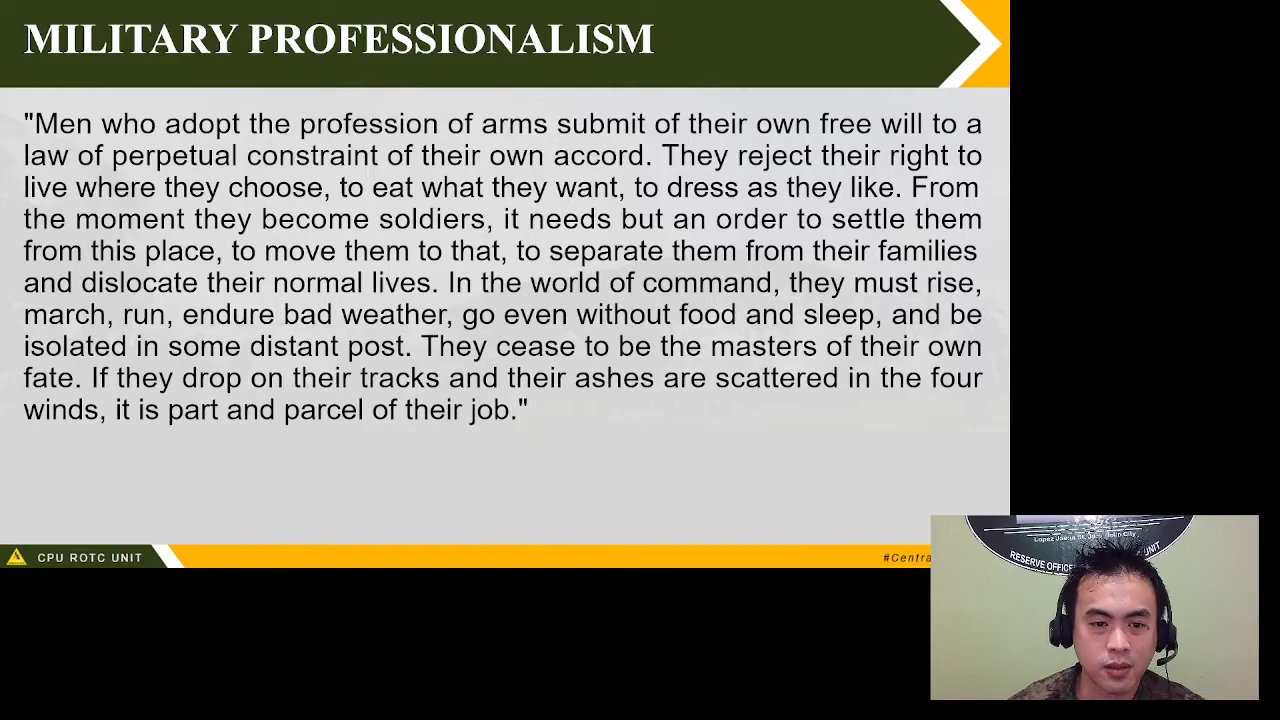 MILITARY PROFESSIONALISM
"Men who adopt the profession of arms submit of their own free will to a
law of perpetual constraint of their own accord. They reject their right to
live where they choose, to eat what they want, to dress as they like. From
the moment they become soldiers, it needs but an order to settle them
from this place, to move them to that, to separate them from their families
and dislocate their normal lives. In the world of command, they must rise,
march, run, endure bad weather, go even without food and sleep, and be
isolated in some distant post. They cease to be the masters of their own
fate. If they drop on their tracks and their ashes are scattered in the four
winds, it is part and parcel of their job."
CPU ROTC UNIT
#Centra
Lopez Jaena St. Jaro Iloilo City
RESERVE OFFICE UNIT